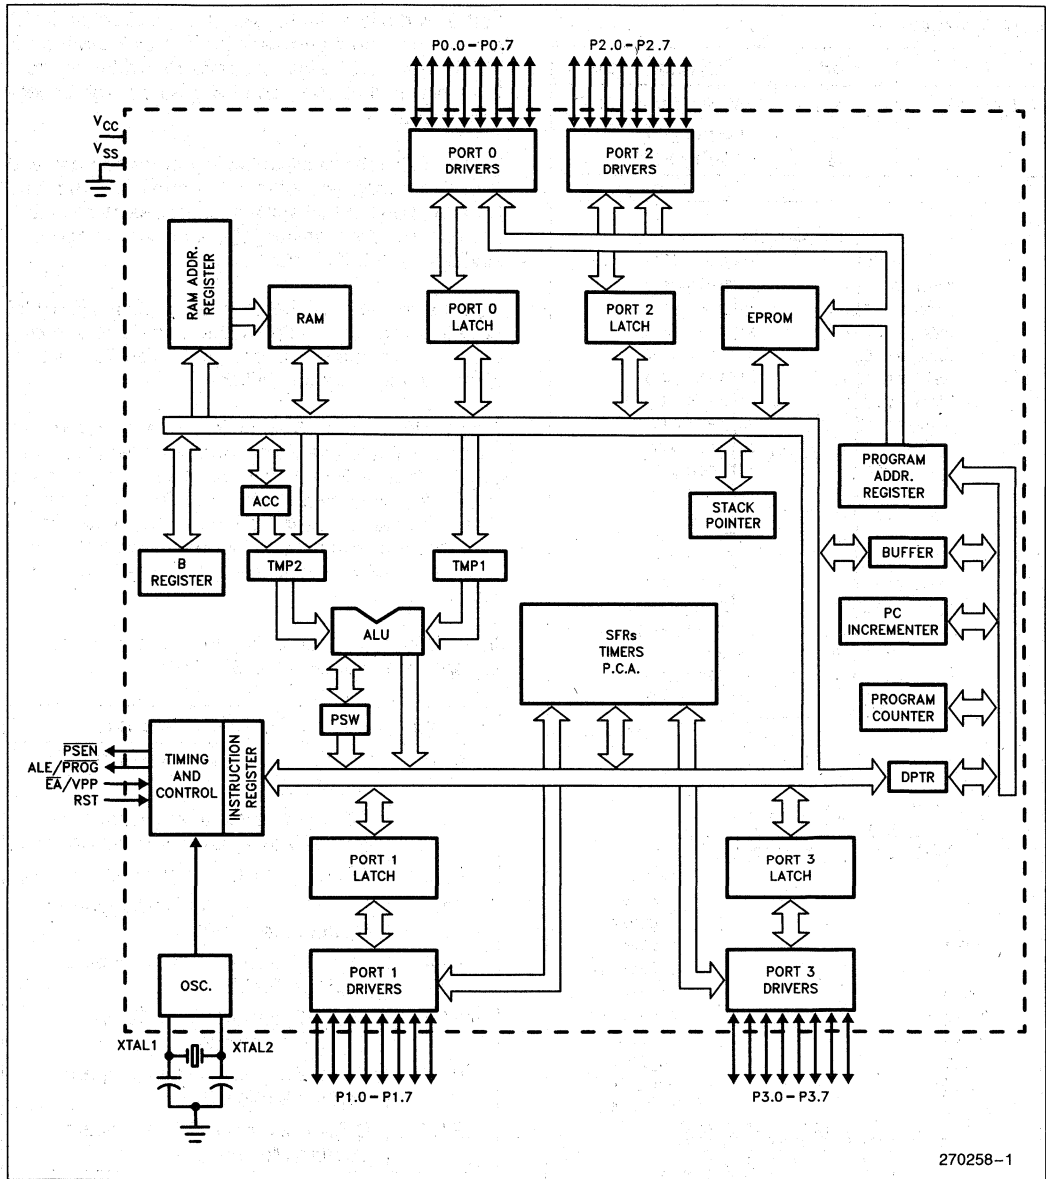 P0.0-P0.7
P2.0-P2.7
VCC
VSS
PORT 0
DRIVERS
PORT 2
DRIVERS
RAM ADDR.
REGISTER
RAM
PORT 0
LATCH
PORT 2
LATCH
EPROM
PROGRAM
ADDR.
REGISTER
ACC
STACK
POINTER
B
REGISTER
TMP2
TMP1
BUFFER
ALU
SFRs
TIMERS
P.C.A.
PC
INCREMENTER
PSW
PROGRAM
COUNTER
PSEN
ALE/PROG
EA/VPP
RST
TIMING
AND
CONTROL
INSTRUCTION
REGISTER
DPTR
PORT 1
LATCH
PORT 3
LATCH
OSC.
PORT 1
DRIVERS
PORT 3
DRIVERS
XTAL1
XTAL2
P1.0-P1.7
P3.0-P3.7
270258-1